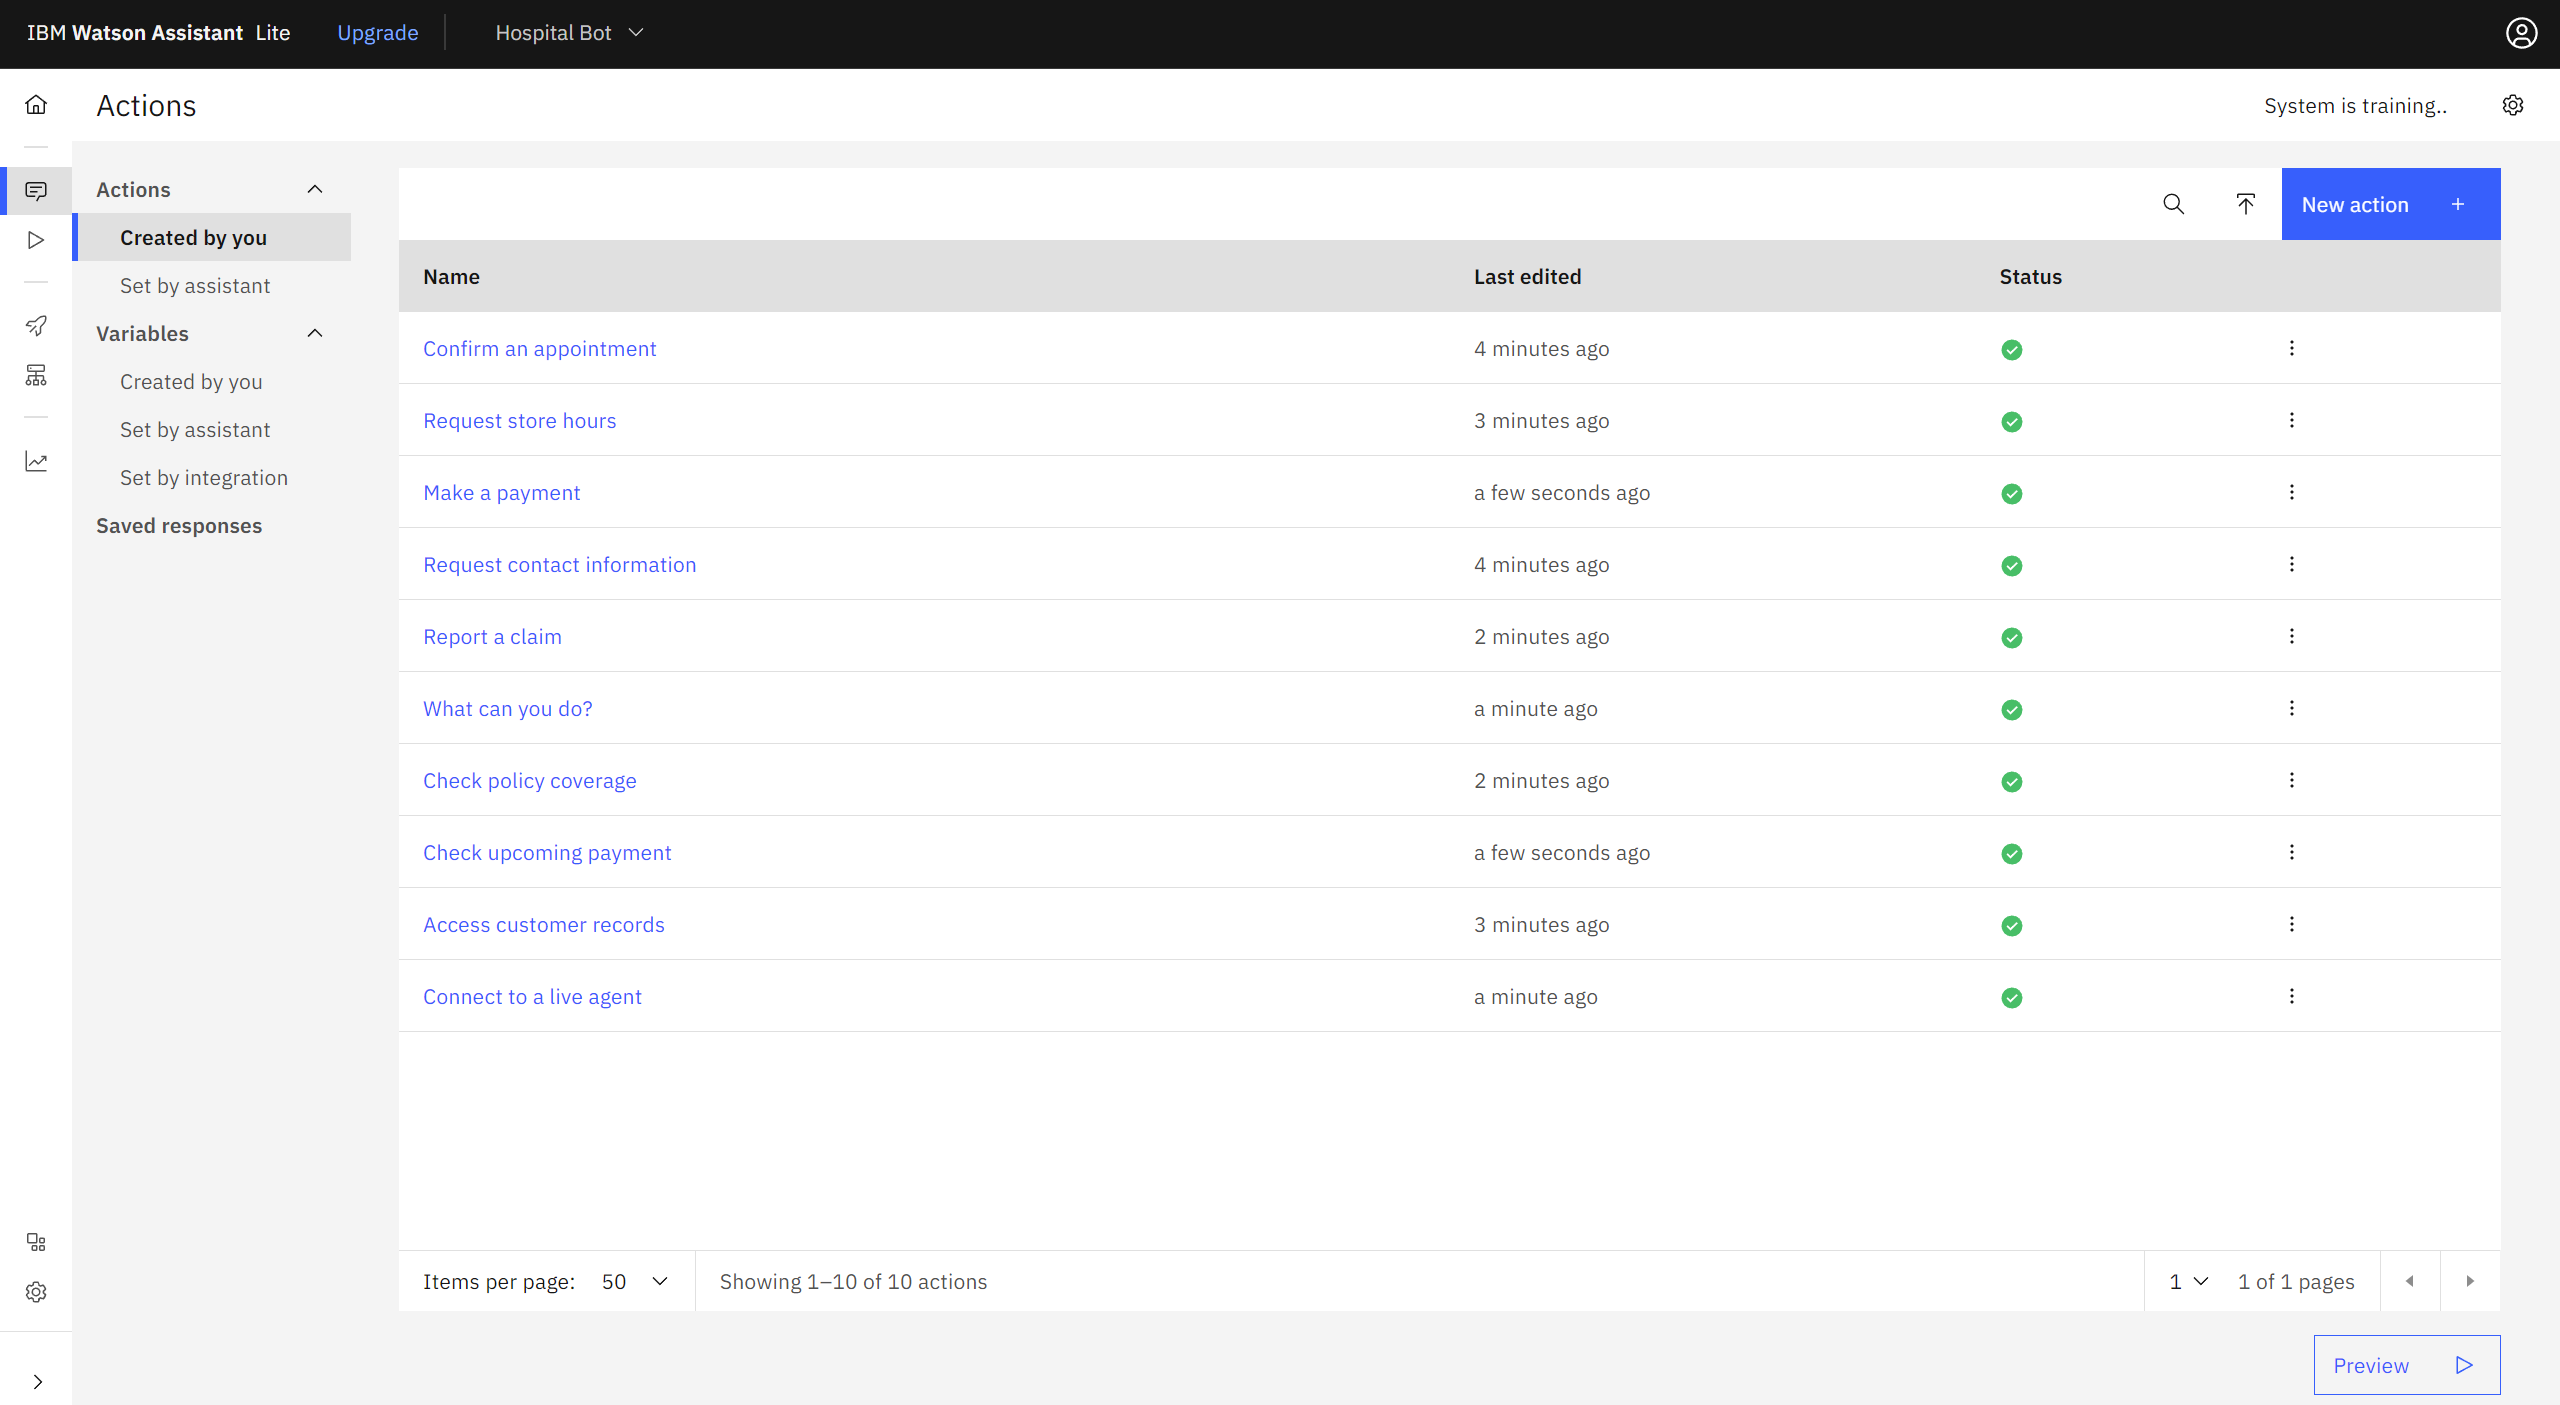 IBM Watson Assistant Lite Upgrade Hospital Bot
Actions System is training..
Actions
Created by you
Set by assistant
Variables
Created by you
Set by assistant
Set by integration
Saved responses
New action +
Name Last edited Status
Confirm an appointment 4 minutes ago
Request store hours 3 minutes ago
Make a payment a few seconds ago
Request contact information 4 minutes ago
Report a claim 2 minutes ago
What can you do? a minute ago
Check policy coverage 2 minutes ago
Check upcoming payment a few seconds ago
Access customer records 3 minutes ago
Connect to a live agent a minute ago
Items per page: 50 Showing 1–10 of 10 actions 1 1 of 1 pages
Preview